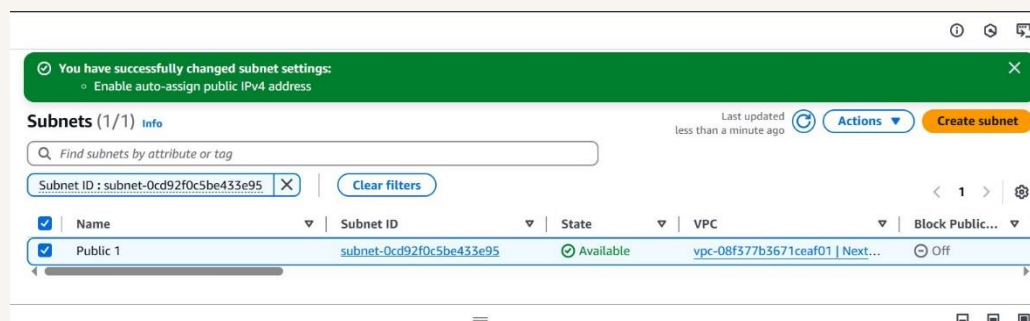 You have successfully changed subnet settings:
Enable auto-assign public IPv4 address
Subnets (1/1) Info
Last updated
less than a minute ago
Actions
Create subnet
Find subnets by attribute or tag
Subnet ID : subnet-0cd92f0c5be433e95
Clear filters
1
Name Subnet ID State VPC Block Public...
Public 1 subnet-0cd92f0c5be433e95 Available vpc-08f377b3671ceaf01 | Next... Off